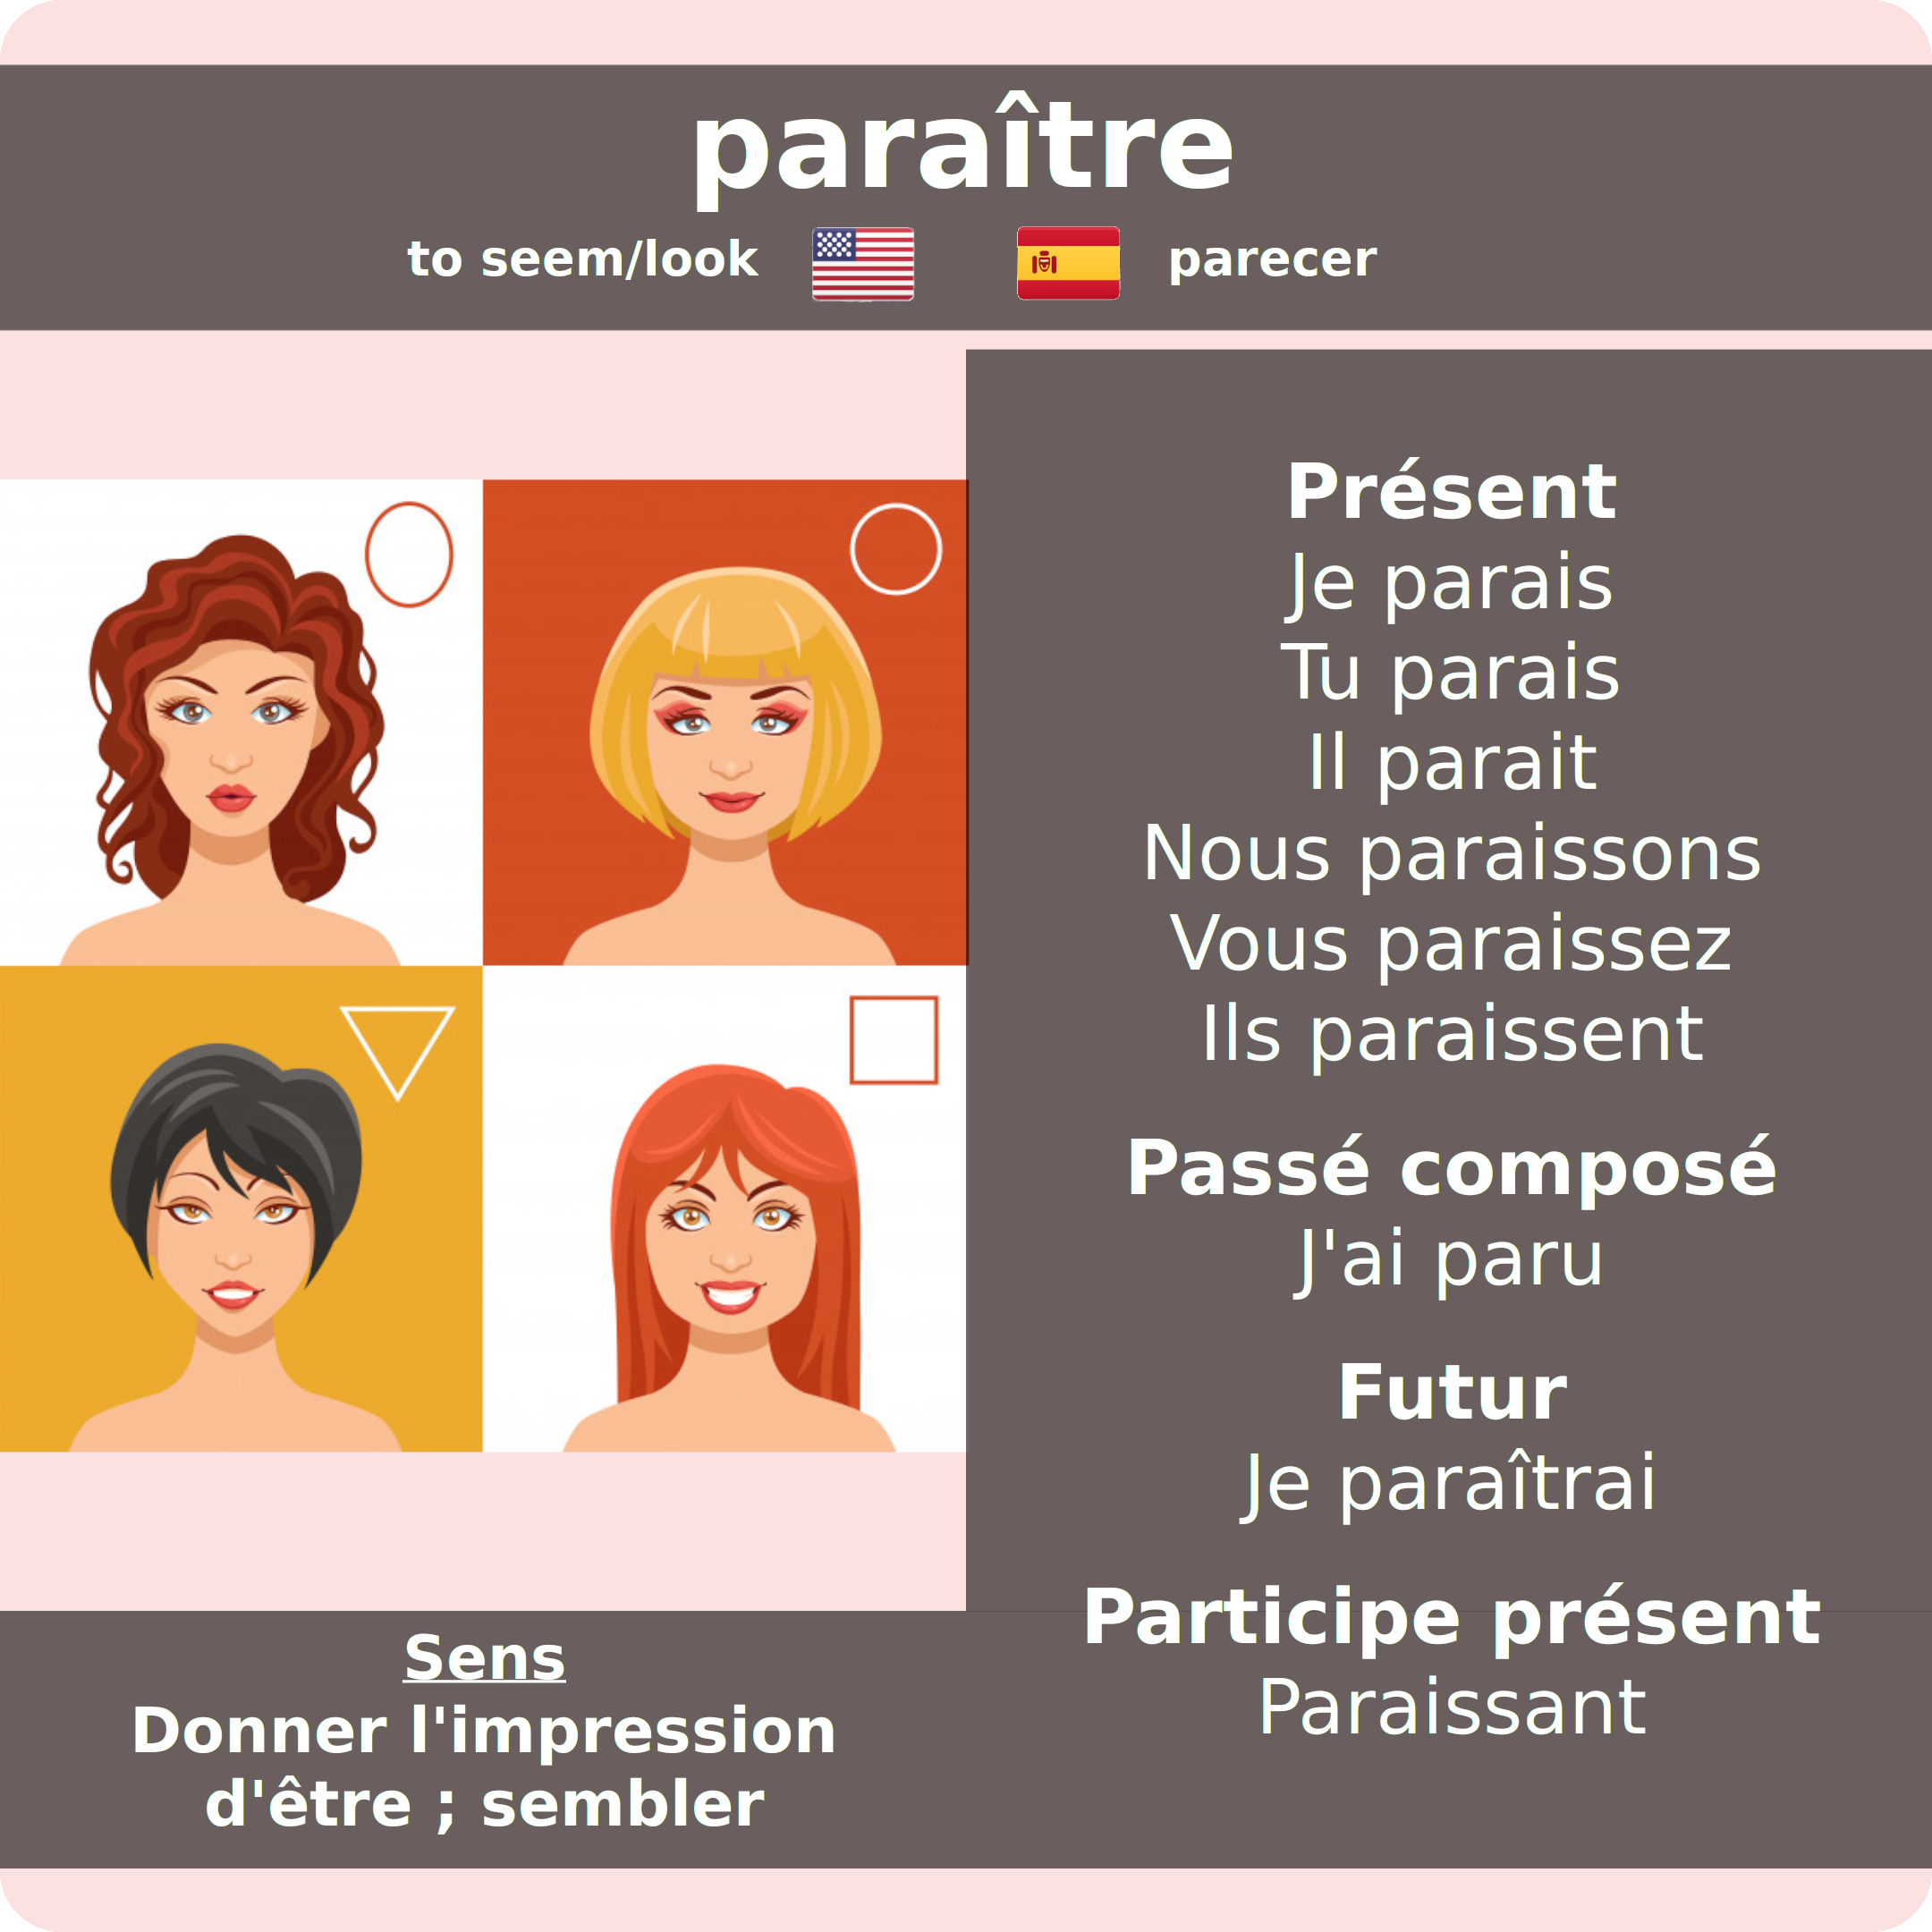 paraître
to seem/look
parecer
Présent
Je parais
Tu parais
Il parait
Nous paraissons
Vous paraissez
Ils paraissent
Passé composé
J'ai paru
Futur
Je paraîtrai
Participe présent
Paraissant
Sens
Donner l'impression
d'être ; sembler